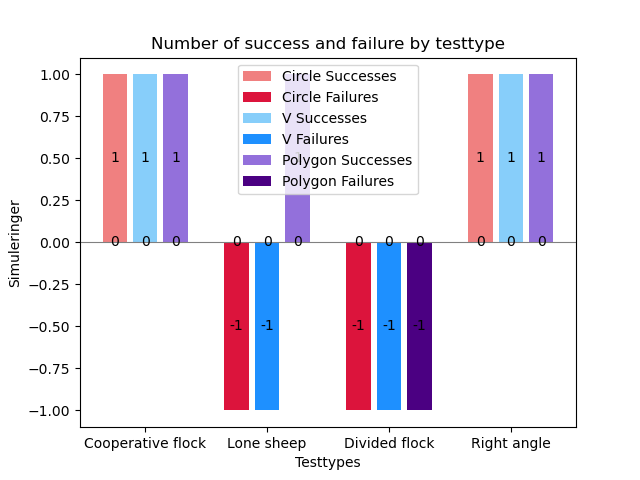 Number of success and failure by testtype
Circle Successes
Circle Failures
V Successes
V Failures
Polygon Successes
Polygon Failures
1.00
0.75
0.50
0.25
0.00
−0.25
−0.50
−0.75
−1.00
Simuleringer
1 1 1 1 1 1
0 0 0 0 0 0 0 0 0 0 0 0
-1 -1 -1 -1 -1
Cooperative flock Lone sheep Divided flock Right angle
Testtypes